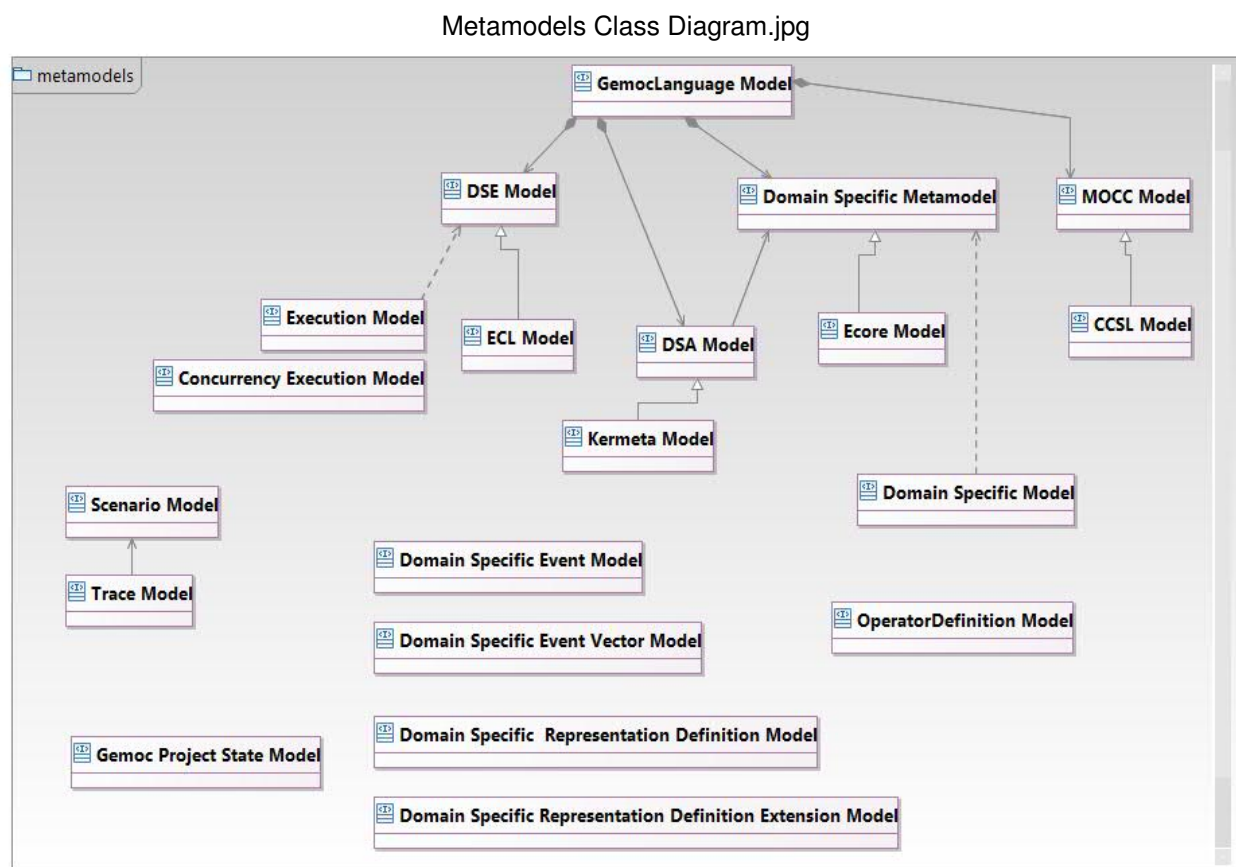 Metamodels Class Diagram.jpg
metamodels
GemocLanguage Model
DSE Model
Domain Specific Metamodel
MOCC Model
Execution Model
ECL Model
DSA Model
Ecore Model
CCSL Model
Concurrency Execution Model
Kermeta Model
Scenario Model
Domain Specific Model
Domain Specific Event Model
Trace Model
OperatorDefinition Model
Domain Specific Event Vector Model
Domain Specific  Representation Definition Model
Gemoc Project State Model
Domain Specific Representation Definition Extension Model